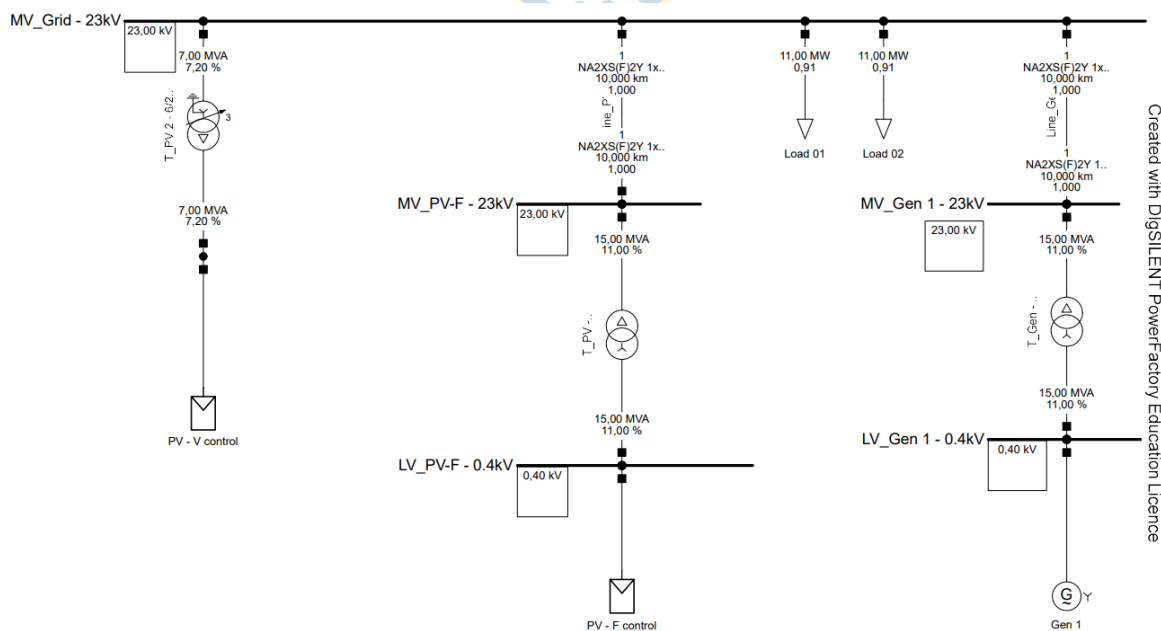 MV_Grid - 23kV
23,00 kV
7,00 MVA
7,20 %
T_PV 2 - 6/2..
3
7,00 MVA
7,20 %
PV - V control
1
NA2XS(F)2Y 1x..
10,000 km
1,000
1
NA2XS(F)2Y 1x..
10,000 km
1,000
MV_PV-F - 23kV
23,00 kV
15,00 MVA
11,00 %
T_PV -..
15,00 MVA
11,00 %
LV_PV-F - 0.4kV
0,40 kV
PV - F control
11,00 MW
0,91
Load 01
11,00 MW
0,91
Load 02
1
NA2XS(F)2Y 1x..
10,000 km
1,000
1
NA2XS(F)2Y 1..
10,000 km
1,000
MV_Gen 1 - 23kV
23,00 kV
15,00 MVA
11,00 %
T_Gen -..
15,00 MVA
11,00 %
LV_Gen 1 - 0.4kV
0,40 kV
G
~
Gen 1
Created with DIgSILENT PowerFactory Education Licence